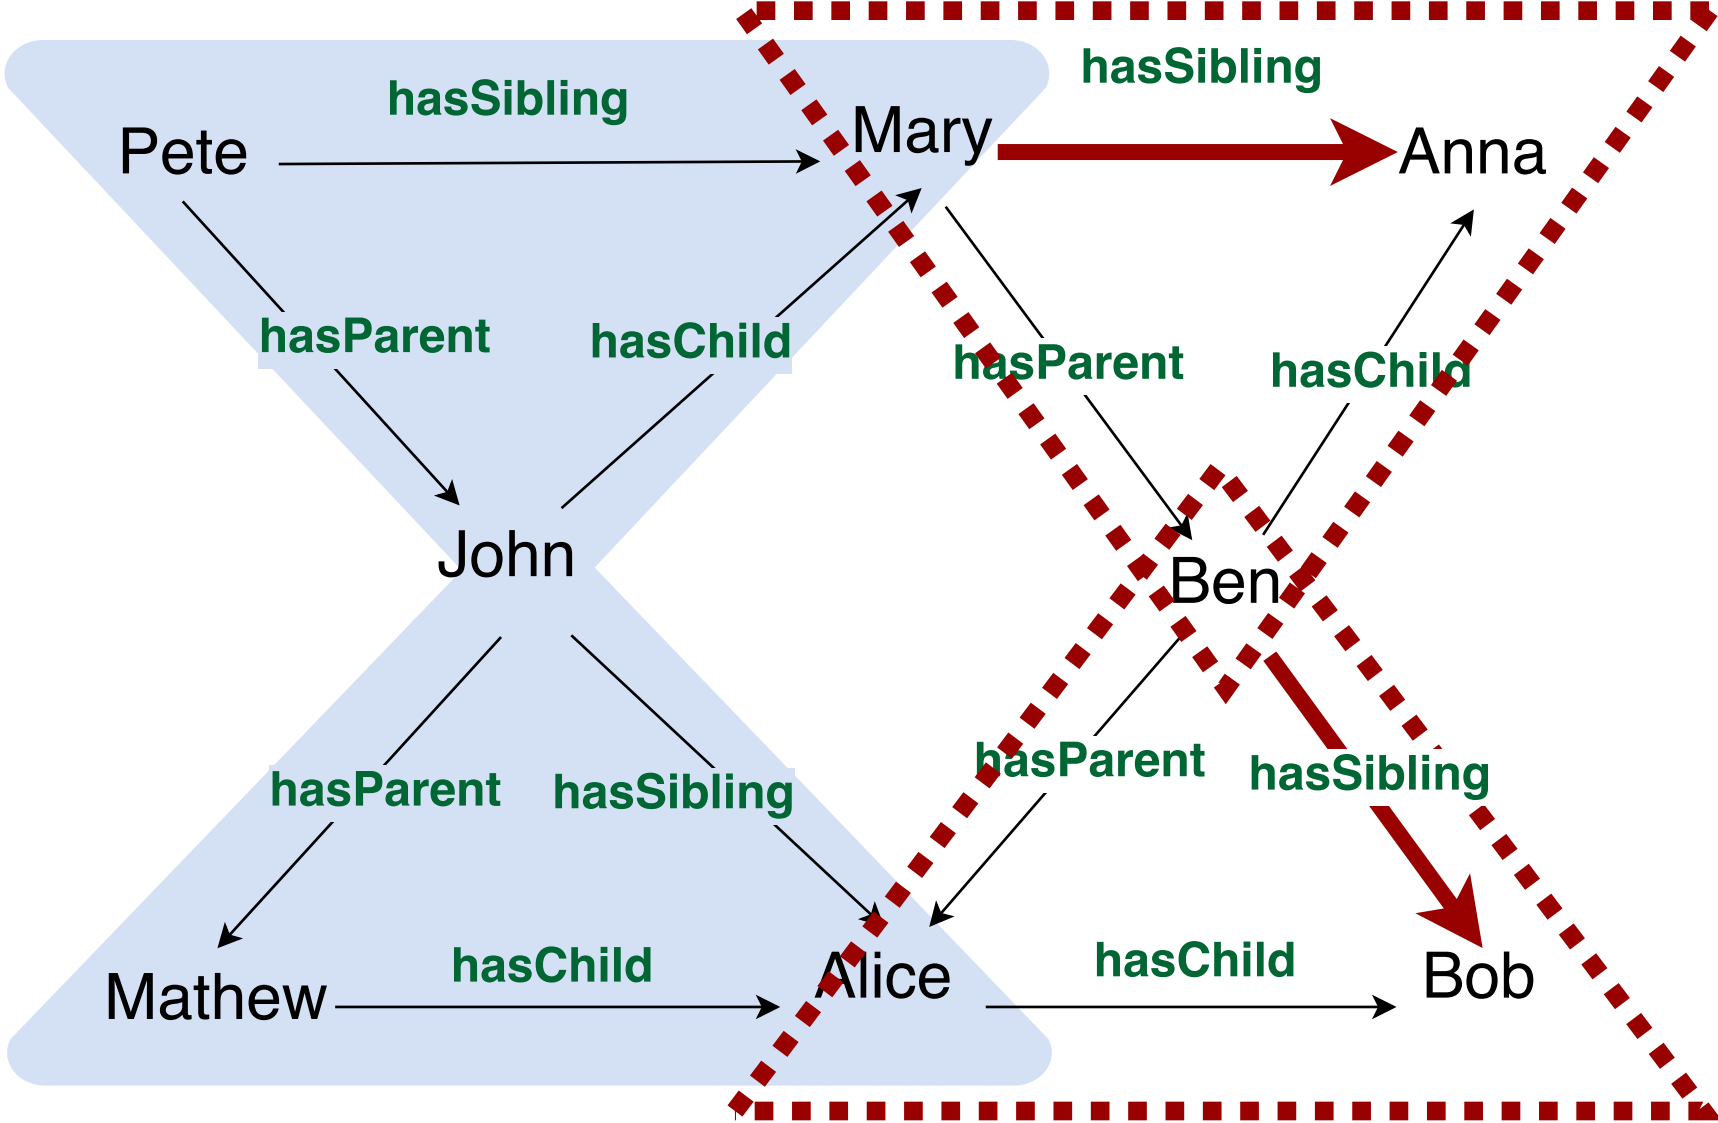 hasSibling
hasSibling
Pete
Mary
Anna
hasParent
hasChild
hasParent
hasChild
John
Ben
hasParent
hasSibling
hasParent
hasSibling
Mathew
hasChild
Alice
hasChild
Bob